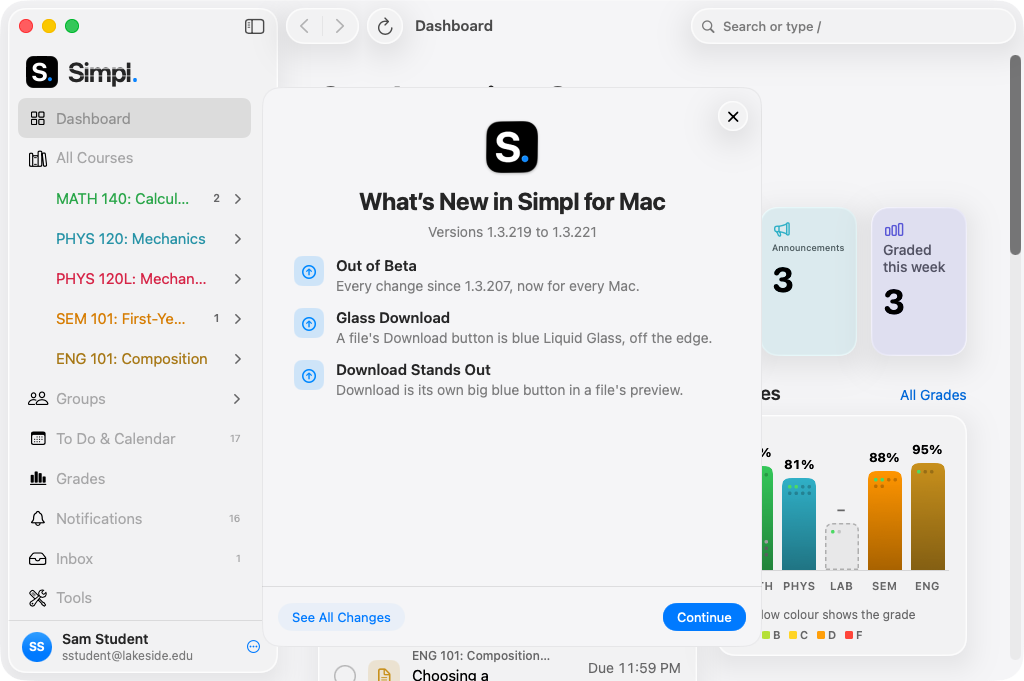 Dashboard
Search or type /
S.
Simpl.
Dashboard
All Courses
MATH 140: Calcul... 2
PHYS 120: Mechanics
PHYS 120L: Mechan...
SEM 101: First-Ye... 1
ENG 101: Composition
Groups
To Do & Calendar 17
Grades
Notifications 16
Inbox 1
Tools
SS
Sam Student
sstudent@lakeside.edu
S.
What's New in Simpl for Mac
Versions 1.3.219 to 1.3.221
Out of Beta
Every change since 1.3.207, now for every Mac.
Glass Download
A file's Download button is blue Liquid Glass, off the edge.
Download Stands Out
Download is its own big blue button in a file's preview.
See All Changes
Continue
Announcements
3
Graded
this week
3
All Grades
81%
–
88%
95%
PHYS LAB SEM ENG
colour shows the grade
B C D F
ENG 101: Composition...
Choosing a
Due 11:59 PM